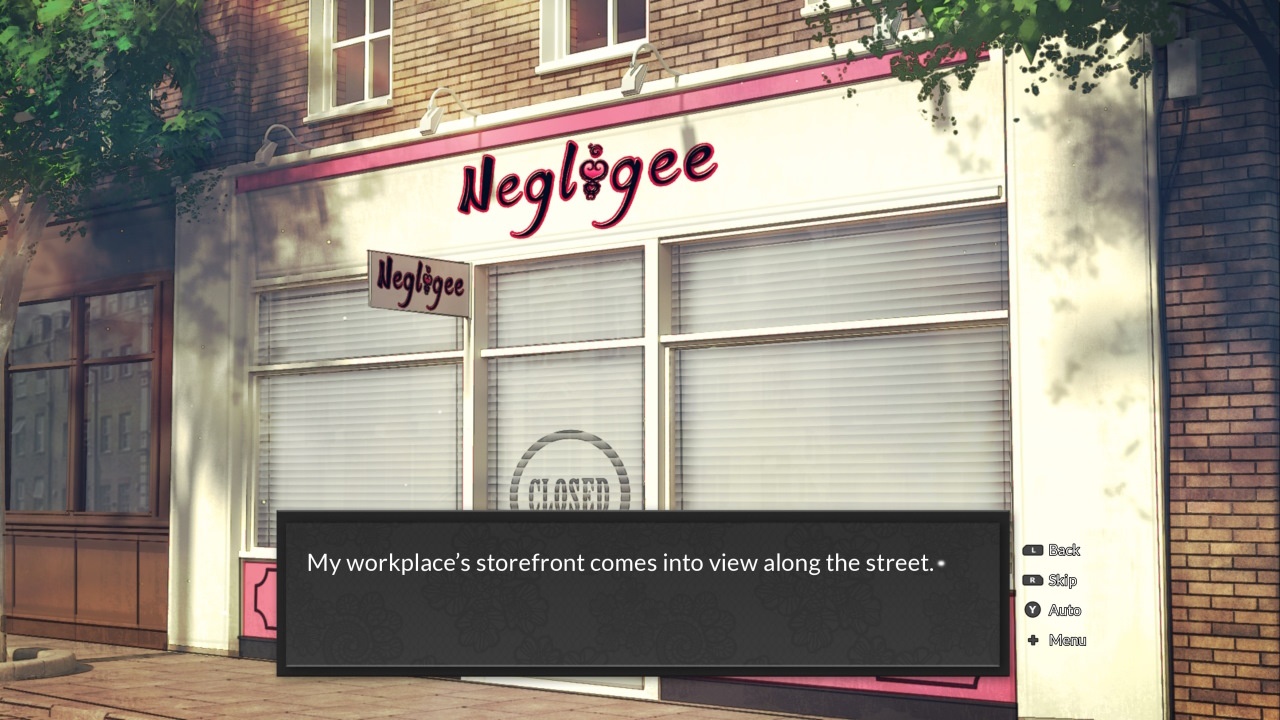 Negligee
Negligee
CLOSED
My workplace’s storefront comes into view along the street.
L Back
R Skip
Y Auto
Menu